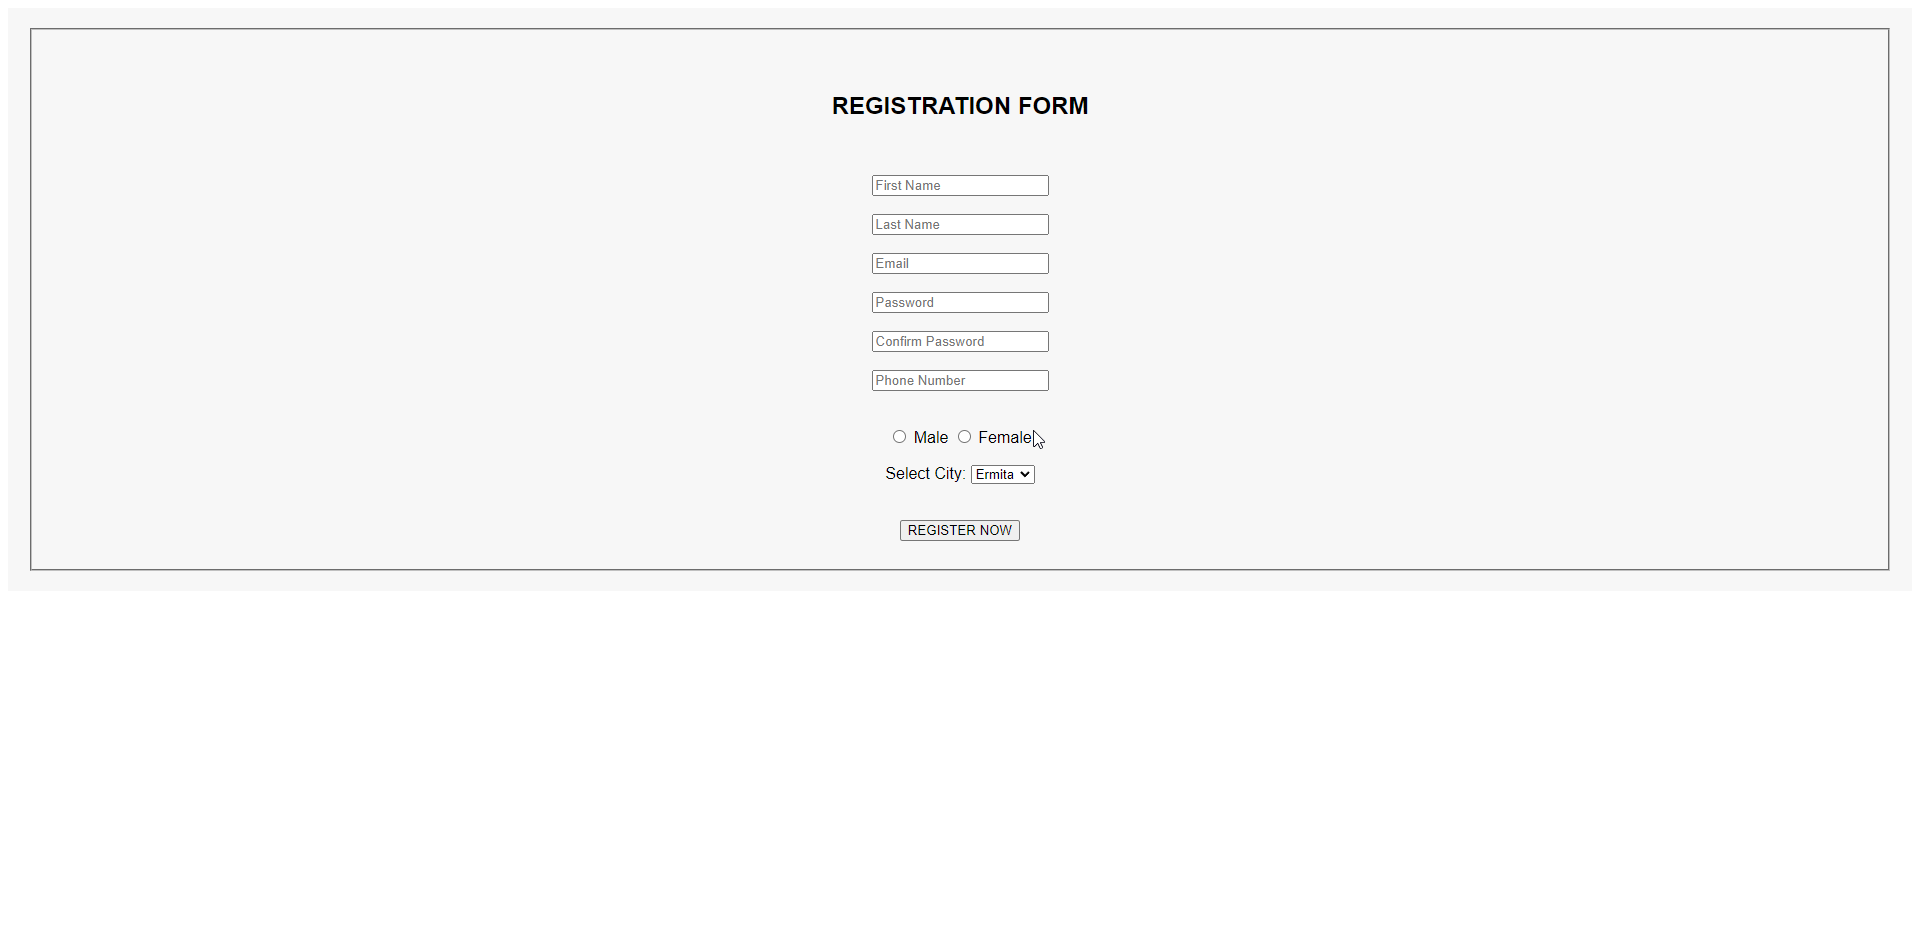 REGISTRATION FORM
First Name
Last Name
Email
Password
Confirm Password
Phone Number
Male Female
Select City: Ermita
REGISTER NOW